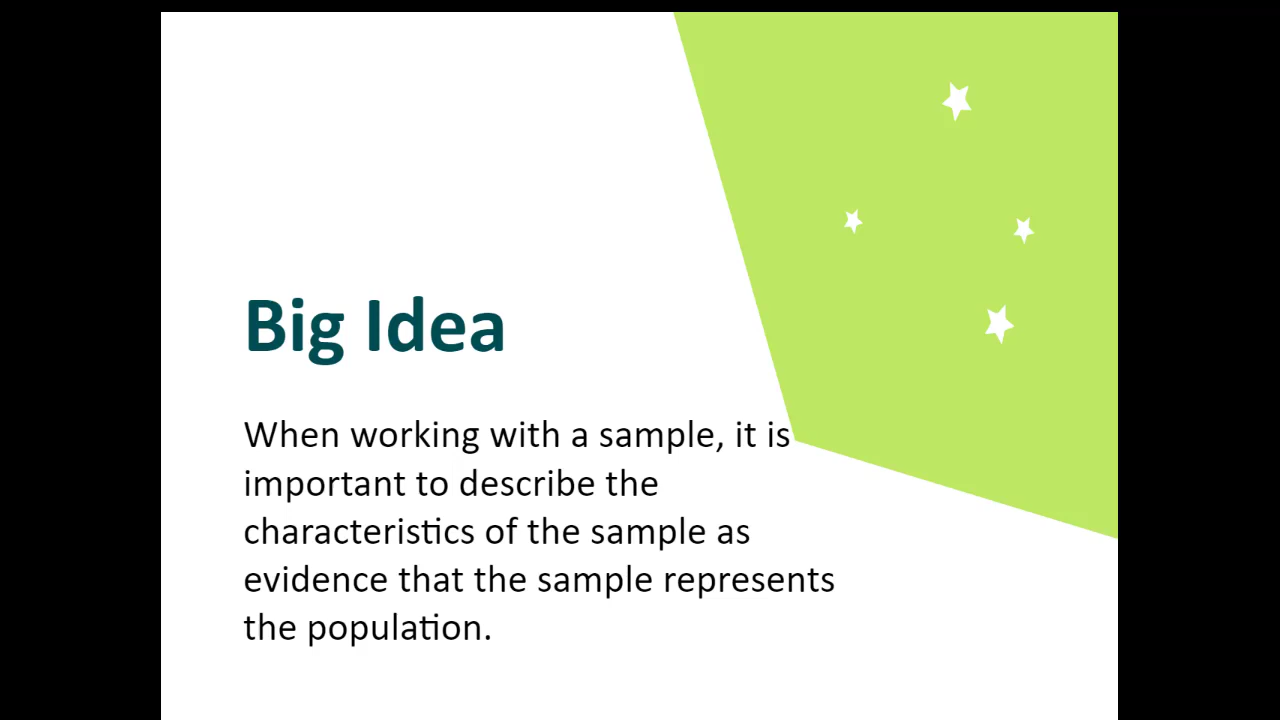 Big Idea
When working with a sample, it is
important to describe the
characteristics of the sample as
evidence that the sample represents
the population.